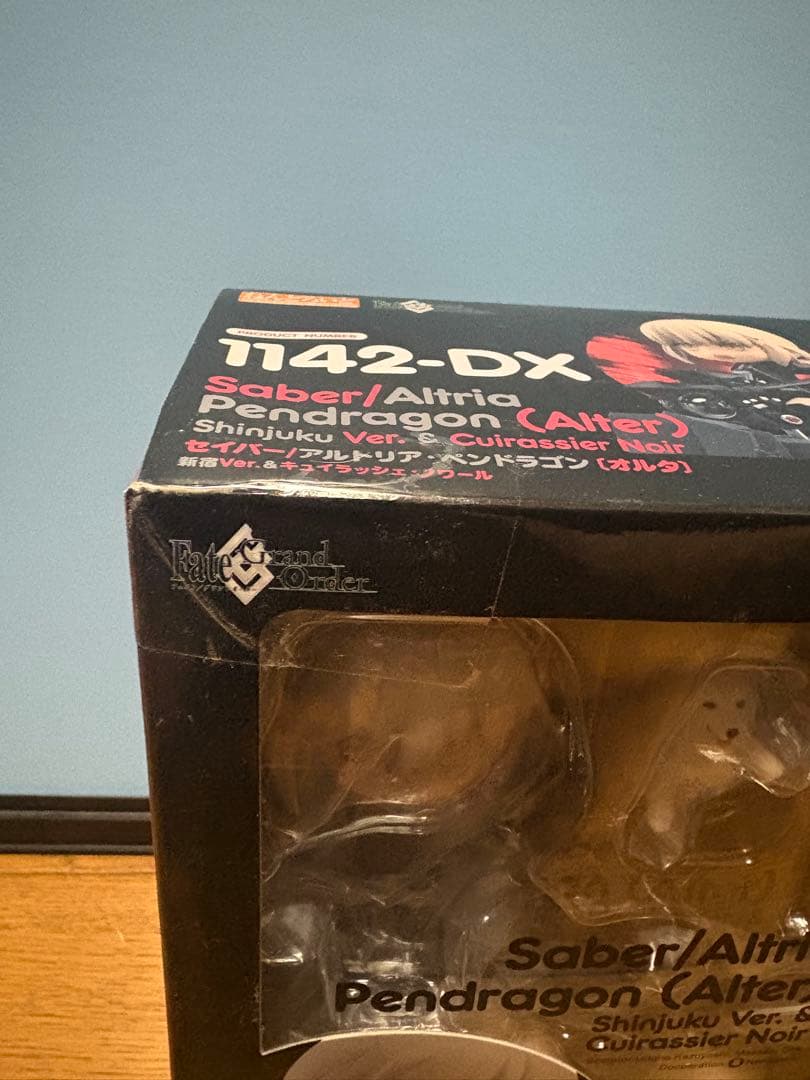 PRODUCT NUMBER
1142-DX
Saber/Altria
Pendragon (Alter)
Shinjuku Ver. & Cuirassier Noir
セイバー/アルトリア・ペンドラゴン〔オルタ〕
新宿Ver.&キュイラッシェ・ノワール
Fate Grand
Order
Saber/Altri
Pendragon (Alter
Shinjuku Ver. &
Cuirassier Noir